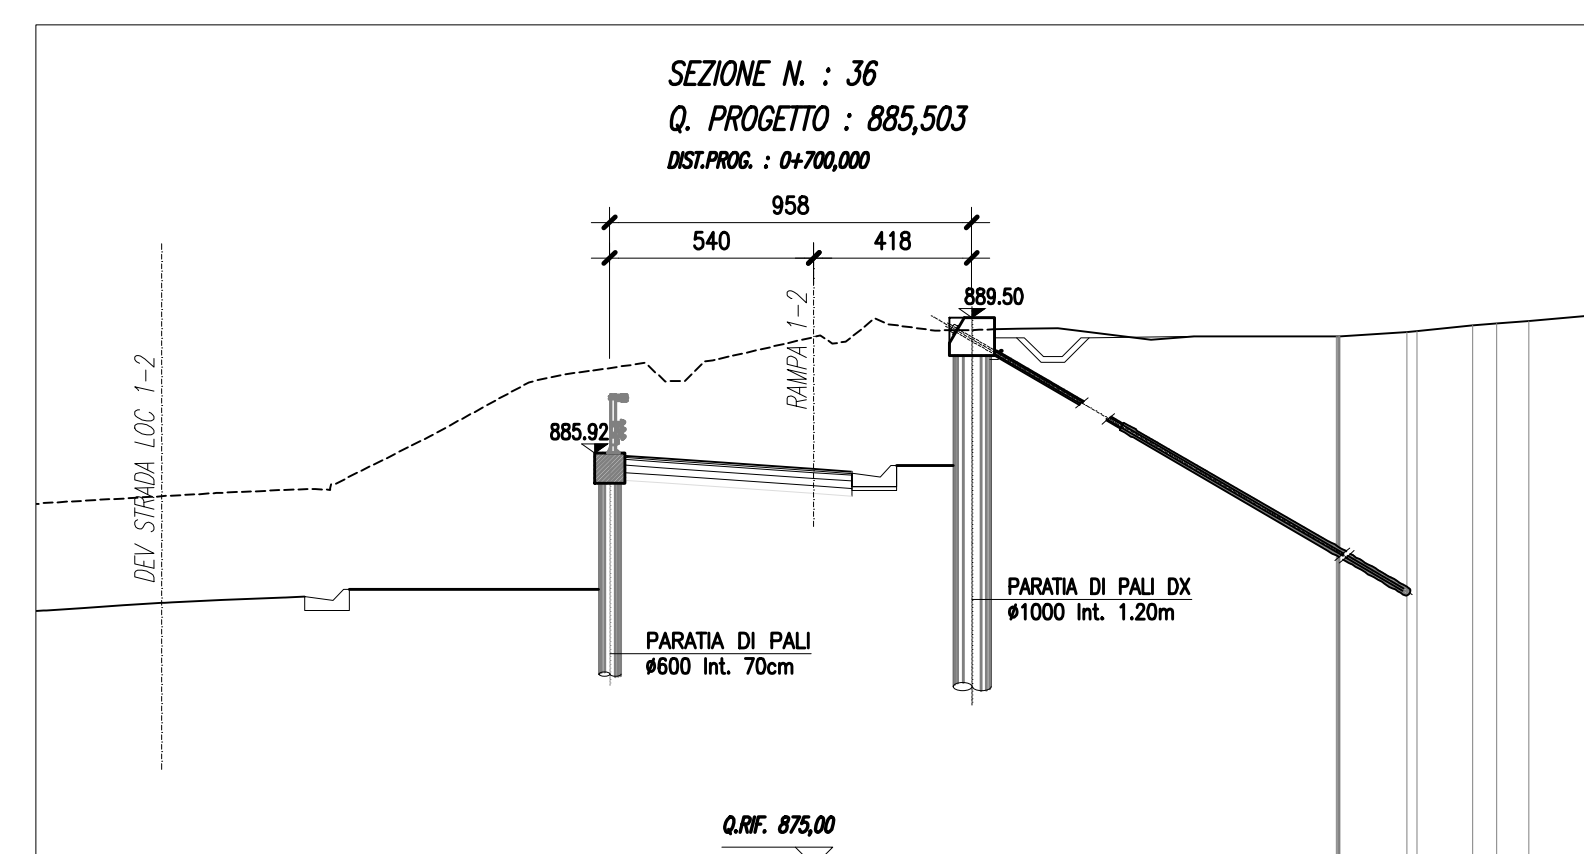 SEZIONE N. : 36
Q. PROGETTO : 885,503
DIST.PROG. : 0+700,000
958
540
418
889.50
RAMPA 1-2
DEV STRADA LOC 1-2
885.92
PARATIA DI PALI DX
ø1000 Int. 1.20m
PARATIA DI PALI
ø600 Int. 70cm
Q.RIF. 875,00